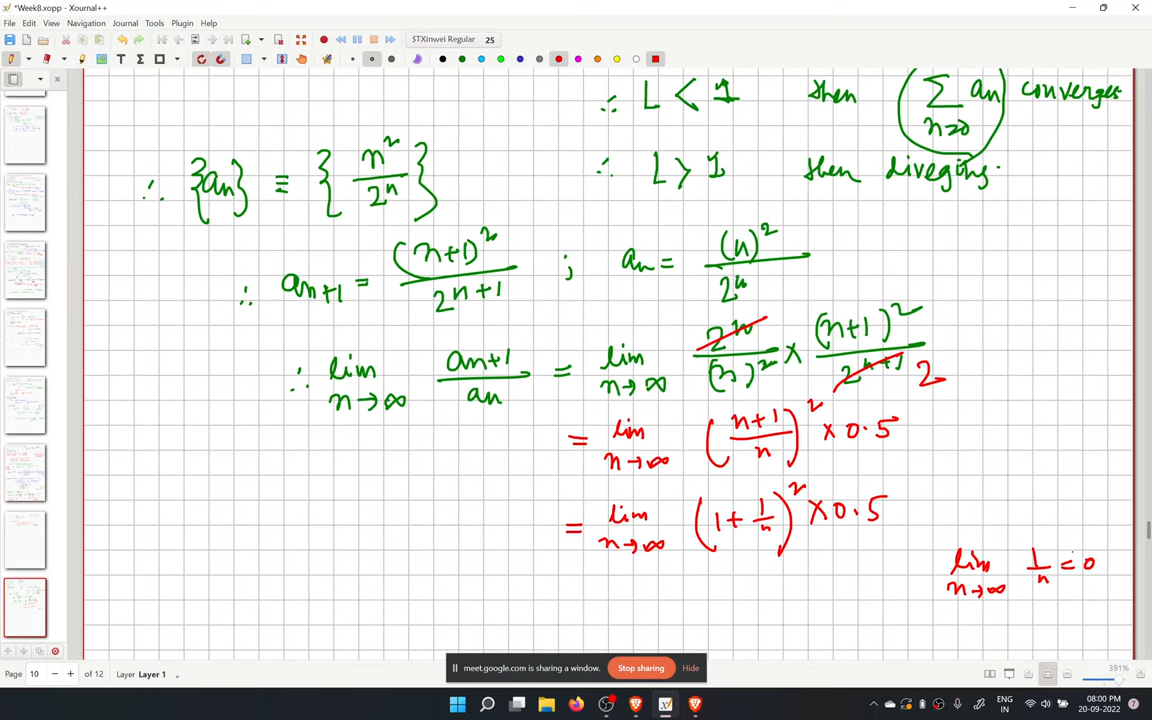 *Week8.xopp - Xournal++
File Edit View Navigation Journal Tools Plugin Help
STXinwei Regular 25
∴ L < 1 then ∑ an converges
n≥0
∴ {an} ≡ { n² / 2ⁿ }
∴ L > 1 then diverging.
∴ an+1 = (n+1)² / 2ⁿ⁺¹ ; an = (n)² / 2ⁿ
∴ lim n→∞ an+1 / an = lim n→∞ 2ⁿ / (n)² × (n+1)² / 2ⁿ⁺¹ 2
= lim n→∞ ( n+1 / n )² × 0.5
= lim n→∞ ( 1 + 1/n )² × 0.5
lim n→∞ 1/n = 0
meet.google.com is sharing a window. Stop sharing Hide
Page 10 of 12 Layer Layer 1 391%
ENG
IN
08:00 PM
20-09-2022
7